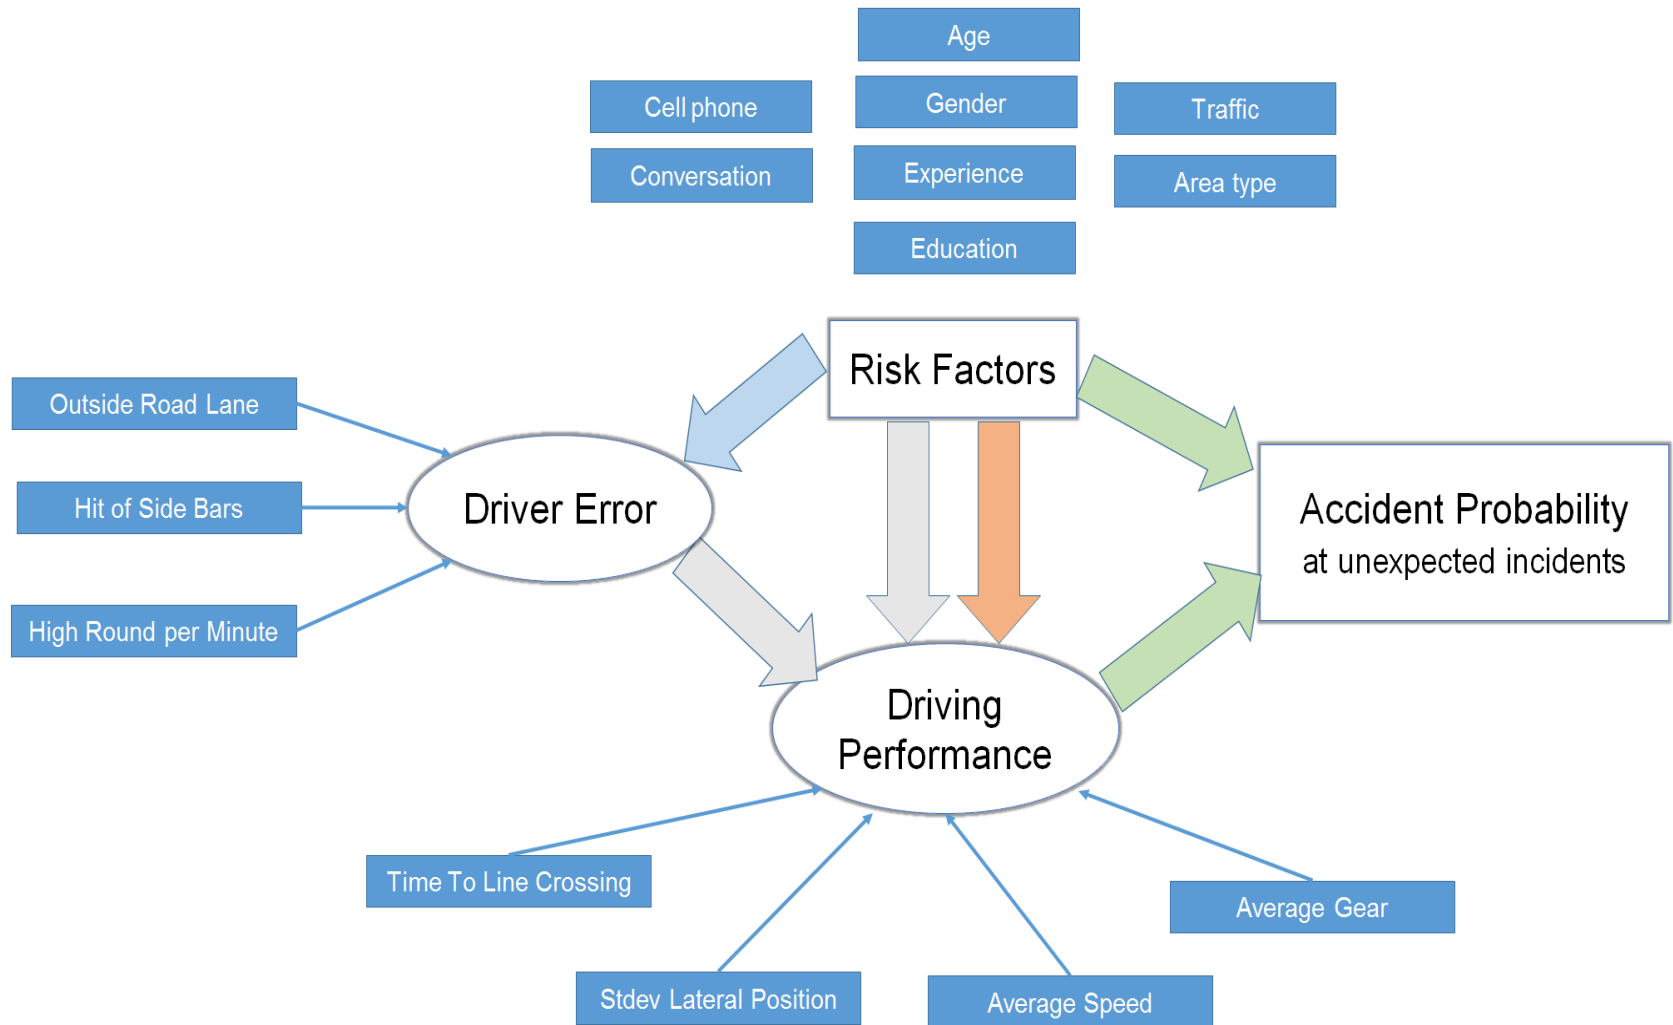 Age
Cell phone
Gender
Traffic
Conversation
Experience
Area type
Education
Risk Factors
Outside Road Lane
Hit of Side Bars
High Round per Minute
Driver Error
Accident Probability
at unexpected incidents
Driving
Performance
Time To Line Crossing
Average Gear
Stdev Lateral Position
Average Speed